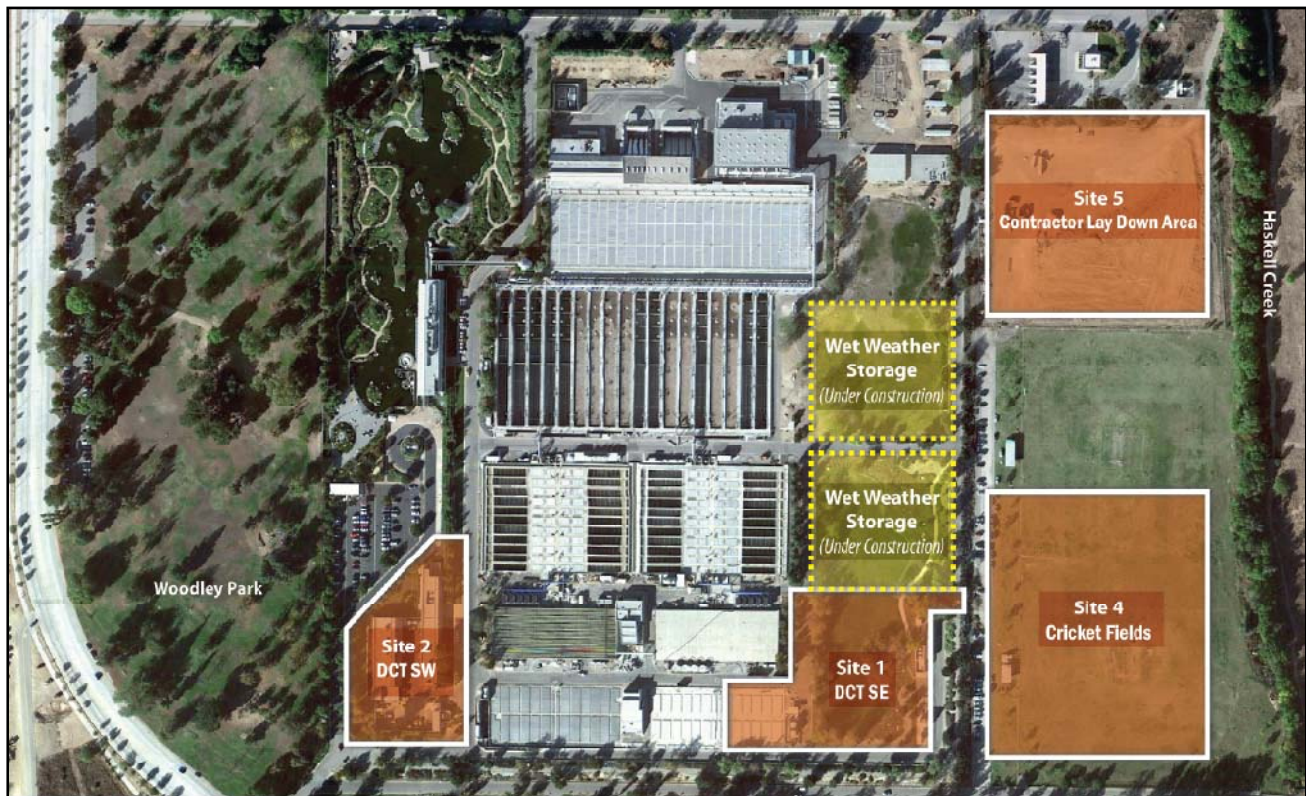 Site 5
Contractor Lay Down Area
Haskell Creek
Wet Weather
Storage
(Under Construction)
Wet Weather
Storage
(Under Construction)
Woodley Park
Site 2
DCT SW
Site 1
DCT SE
Site 4
Cricket Fields